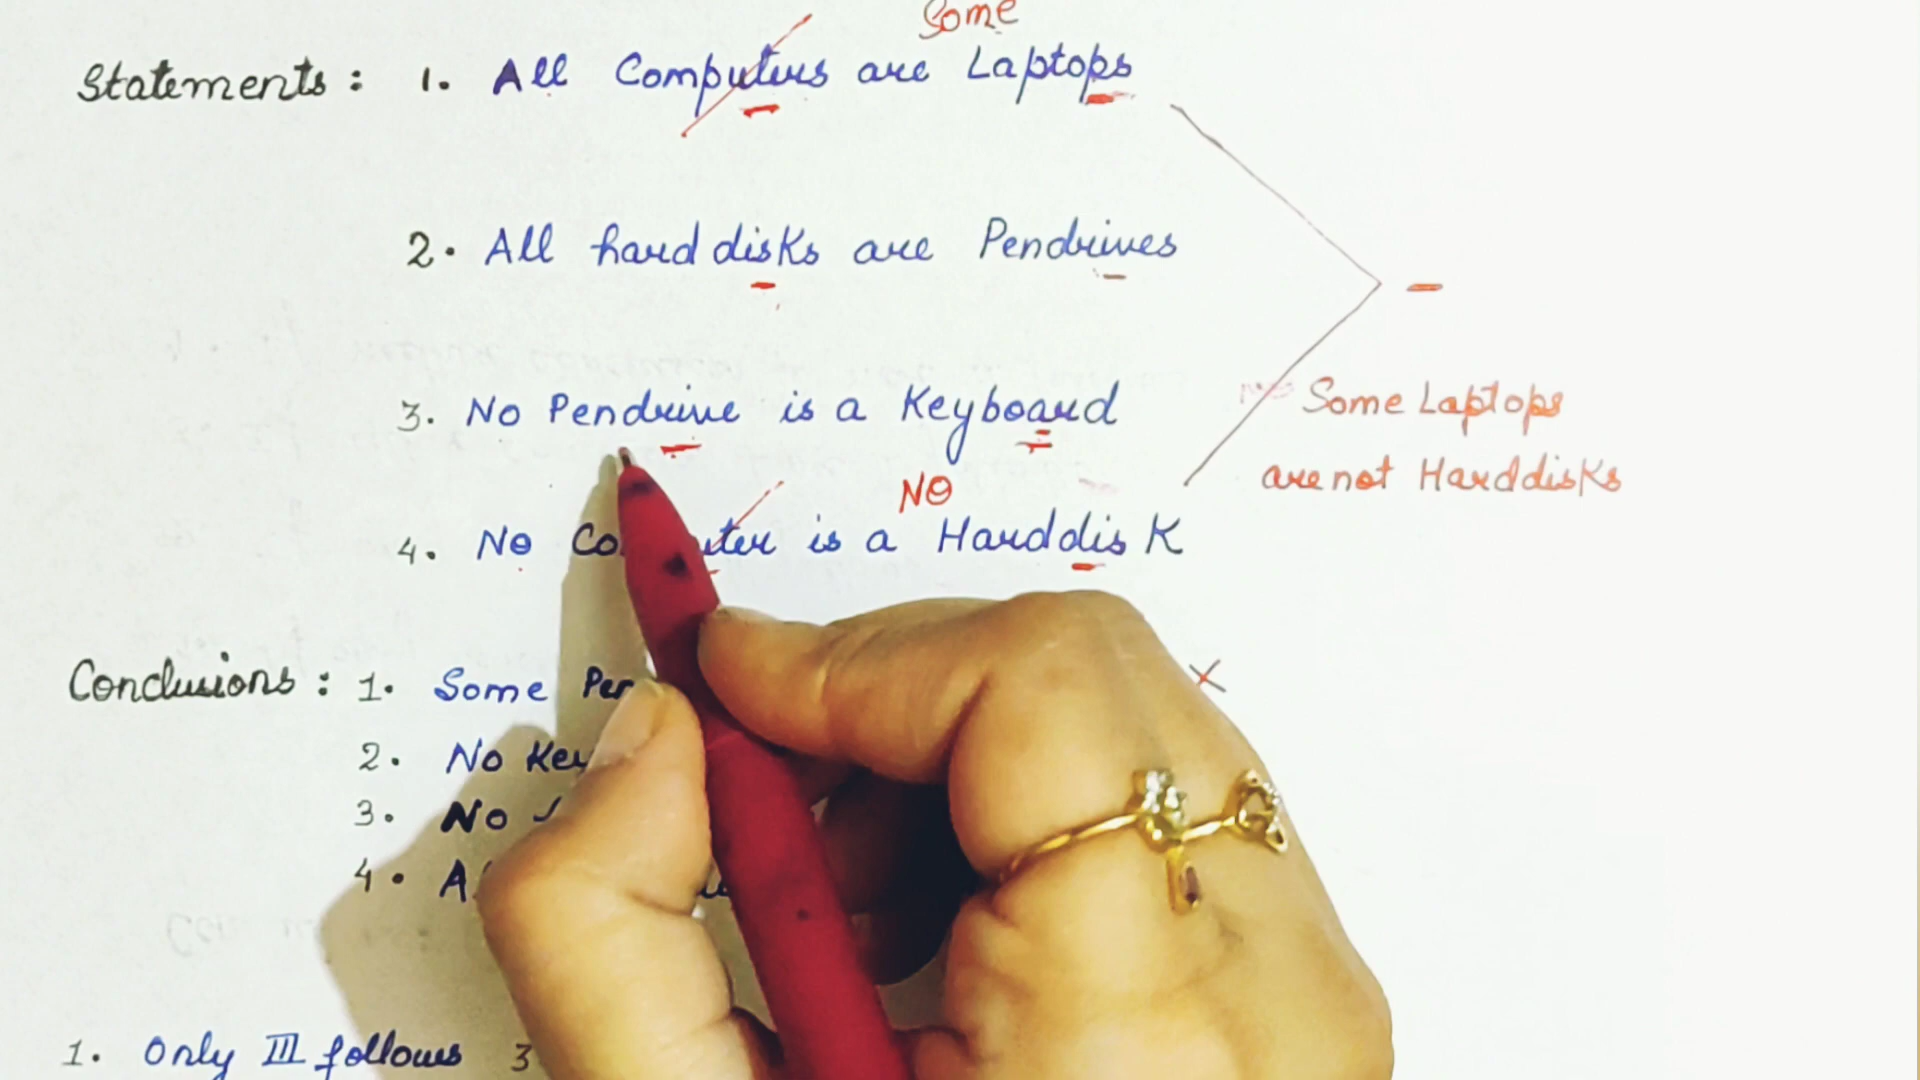 Some
Statements : 1. All Computers are Laptops
2. All hard disks are Pendrives
3. No Pendrive is a Keyboard
Some Laptops
are not Harddisks
NO
4. No is a Harddisk
Conclusions : 1. Some
2. No
3. No
4.
1. Only III follows 3